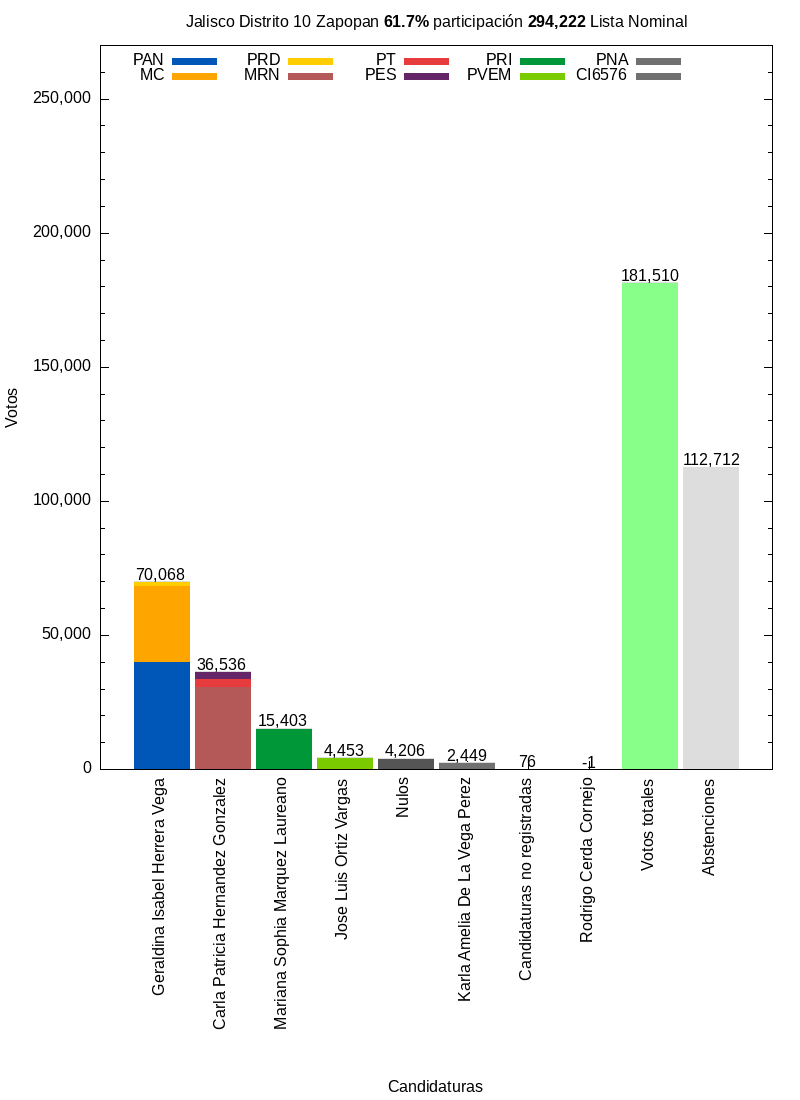 Jalisco Distrito 10 Zapopan 61.7% participación 294,222 Lista Nominal
PAN PRD PT PRI PNA
MC MRN PES PVEM CI6576
250,000
200,000
150,000
100,000
50,000
0
Votos
70,068
36,536
15,403
4,453
4,206
2,449
76
-1
181,510
112,712
Geraldina Isabel Herrera Vega
Carla Patricia Hernandez Gonzalez
Mariana Sophia Marquez Laureano
Jose Luis Ortiz Vargas
Nulos
Karla Amelia De La Vega Perez
Candidaturas no registradas
Rodrigo Cerda Cornejo
Votos totales
Abstenciones
Candidaturas